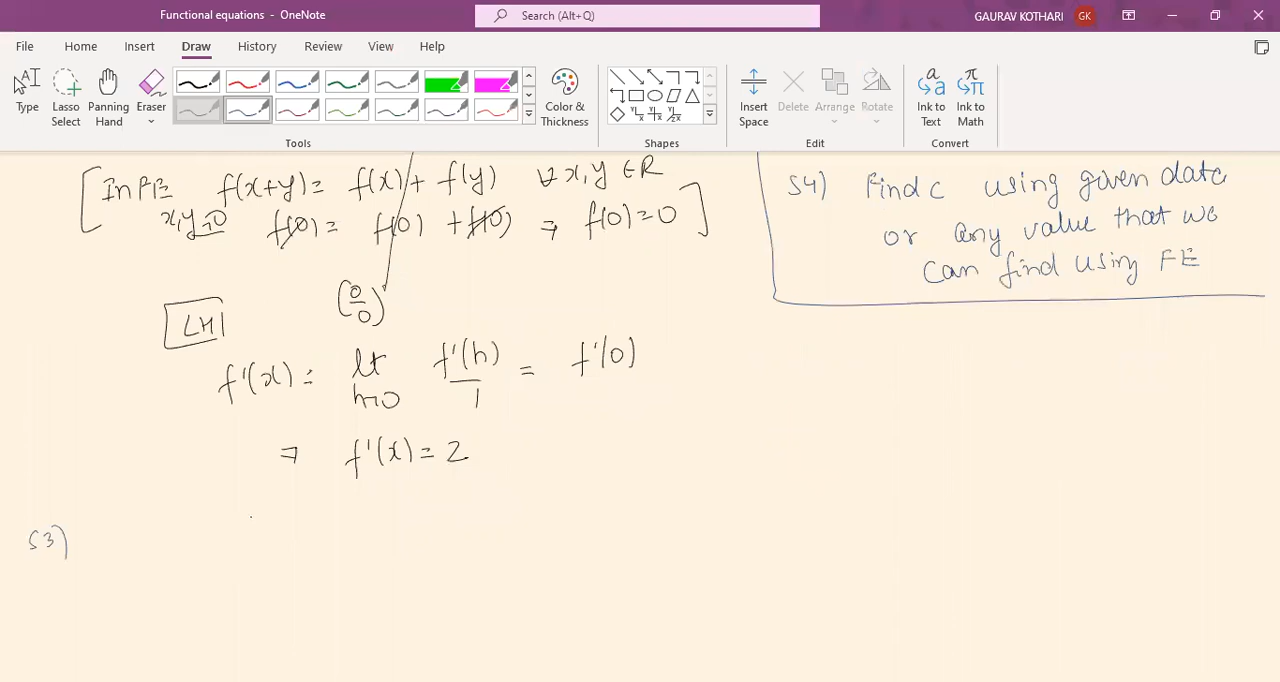 Functional equations - OneNote
Search (Alt+Q)
GAURAV KOTHARI GK
File Home Insert Draw History Review View Help
Type
Lasso Select
Panning Hand
Eraser
Color & Thickness
Insert Space
Delete
Arrange
Rotate
Ink to Text
Ink to Math
Tools
Shapes
Edit
Convert
[In FE f(x+y) = f(x) + f(y) ∀ x,y ∈ R
x,y=0 f(0) = f(0) + f(0) ⇒ f(0)=0]
S4) Find c using given data
or any value that we
can find using FE
(0/0)
LH
f'(x) = lt h→0 f'(h)/1 = f'(0)
⇒ f'(x) = 2
S3)